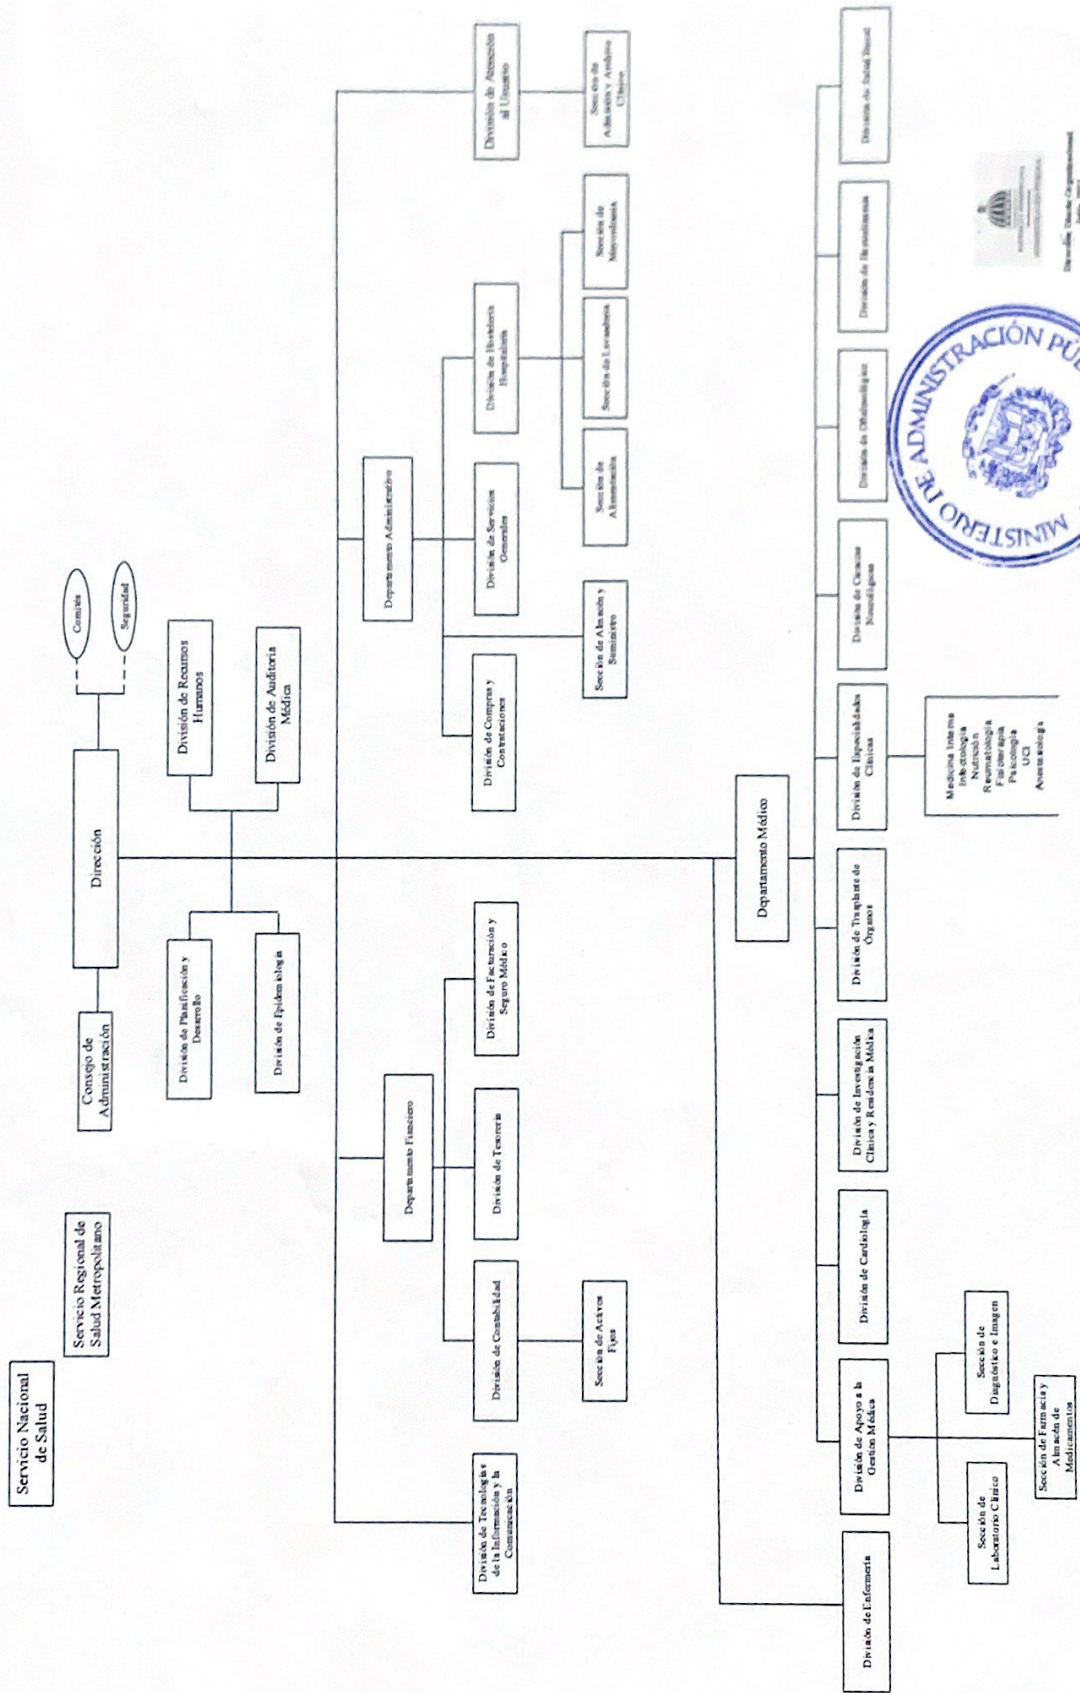 Servicio Nacional
de Salud
Servicio Regional de
Salud Metropolitano
Consejo de
Administración
Dirección
Comités
Seguridad
División de Planificación y
Desarrollo
División de Recursos
Humanos
División de Epidemiología
División de Auditoria
Médica
Departamento Financiero
Departamento Administrativo
División de Tecnologías
de la Información y la
Comunicación
División de Contabilidad
División de Tesorería
División de Facturación y
Seguro Médico
División de Compras y
Contrataciones
División de Servicios
Generales
División de Hostelería
Hospitalaria
División de Atención
al Usuario
Sección de Activos
Fijos
Sección de Almacén y
Suministro
Sección de
Alimentación
Sección de Lavandería
Sección de
Mayordomía
Sección de
Admisión y Archivo
Clínico
Departamento Médico
División de Enfermería
División de Apoyo a la
Gestión Médica
División de Cardiología
División de Investigación
Clínica y Residencia Médica
División de Trasplante de
Órganos
División de Especialidades
Clínicas
División de Ciencias
Neurológicas
División de Oftalmológica
División de Hemodinamia
División de Salud Bucal
Sección de
Laboratorio Clínico
Sección de
Diagnóstico e Imagen
Sección de Farmacia y
Almacén de
Medicamentos
Medicina Interna
Infectología
Nutrición
Reumatología
Fisioterapia
Psicología
UCI
Anestesiología
MINISTERIO DE ADMINISTRACIÓN
Dirección Diseño Organizacional